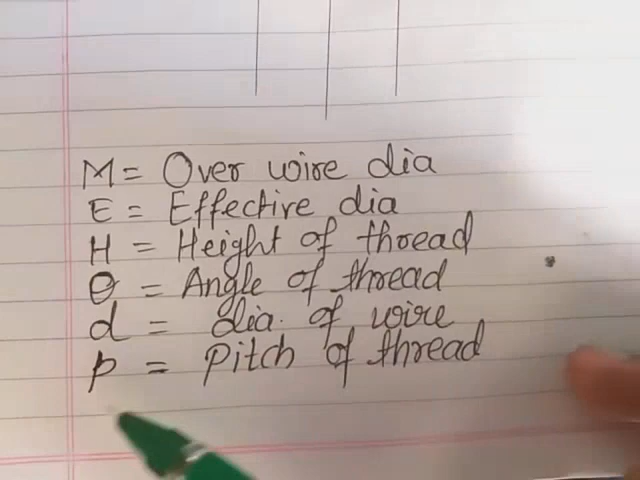 M = Over wire dia
E = Effective dia
H = Height of thread
θ = Angle of thread
d = dia. of wire
p = Pitch of thread